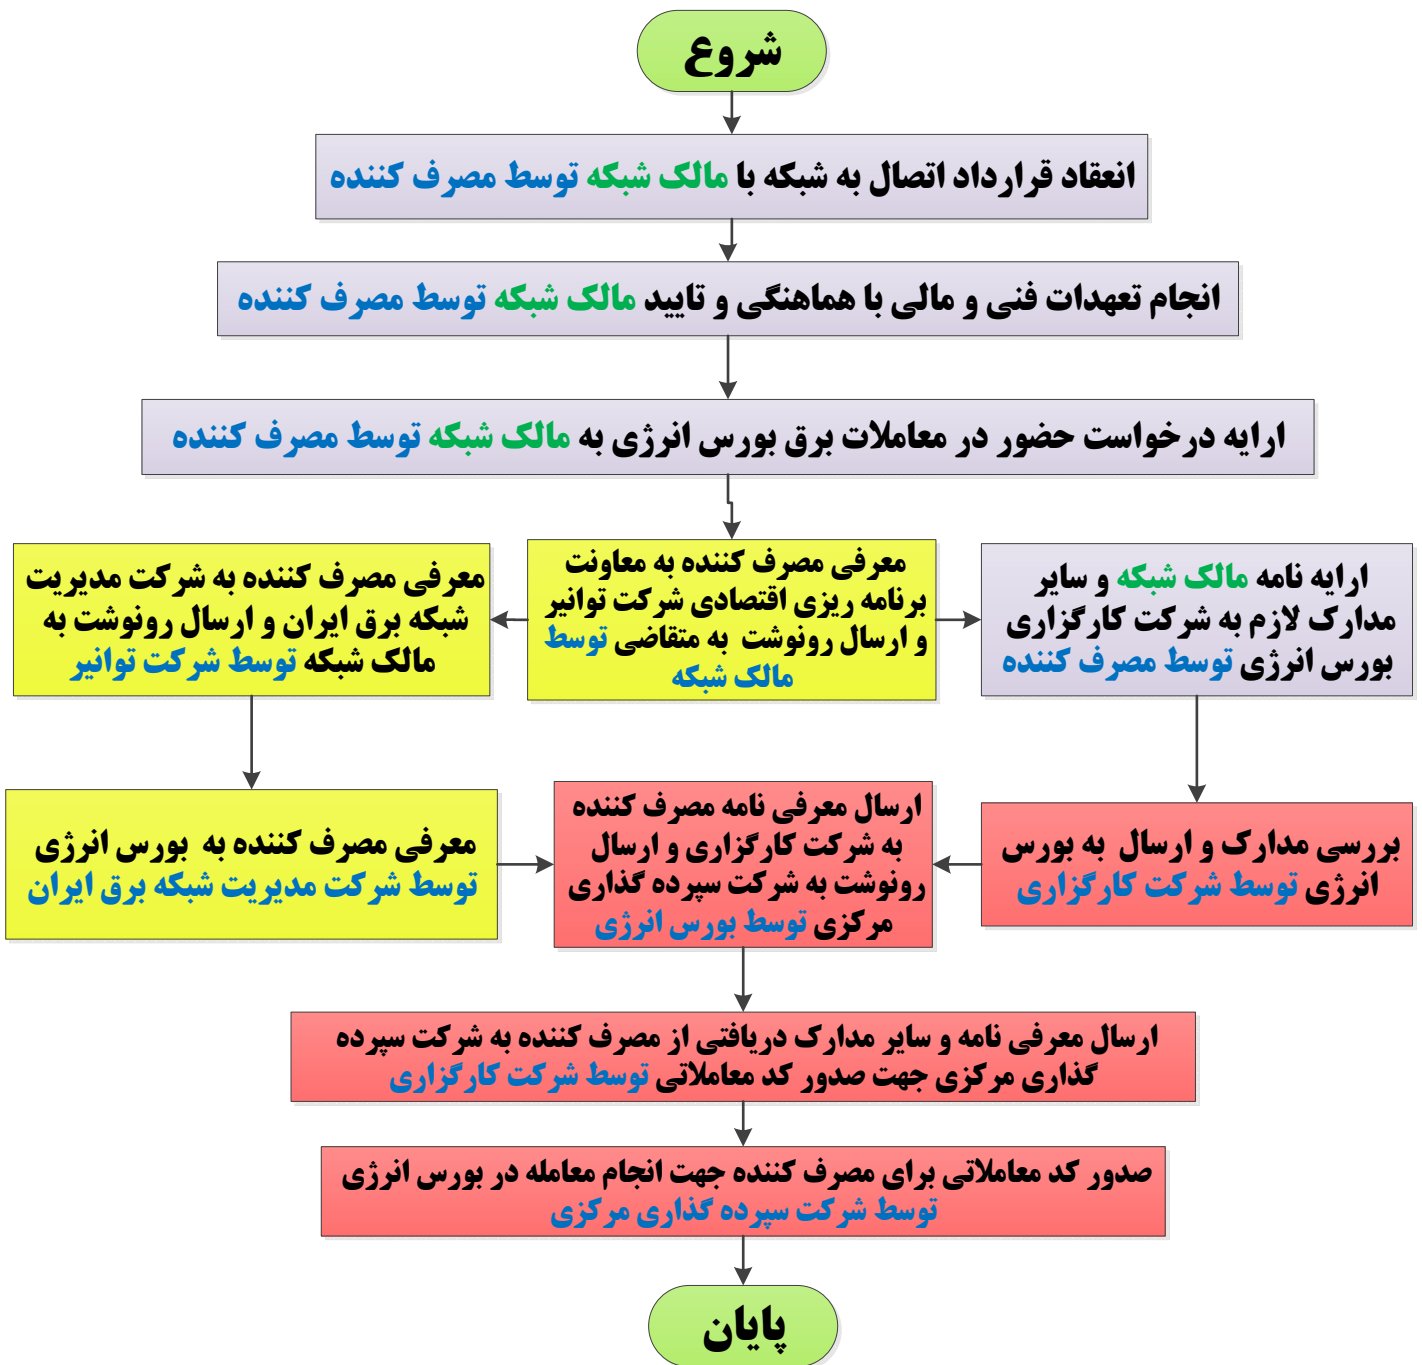 شروع
انعقاد قرارداد اتصال به شبکه با مالک شبکه توسط مصرف کننده
انجام تعهدات فنی و مالی با هماهنگی و تایید مالک شبکه توسط مصرف کننده
ارایه درخواست حضور در معاملات برق بورس انرژی به مالک شبکه توسط مصرف کننده
ارایه نامه مالک شبکه و سایر
مدارک لازم به شرکت کارگزاری
بورس انرژی توسط مصرف کننده
معرفی مصرف کننده به معاونت
برنامه ریزی اقتصادی شرکت توانیر
و ارسال رونوشت به متقاضی توسط
مالک شبکه
معرفی مصرف کننده به شرکت مدیریت
شبکه برق ایران و ارسال رونوشت به
مالک شبکه توسط شرکت توانیر
بررسی مدارک و ارسال به بورس
انرژی توسط شرکت کارگزاری
ارسال معرفی نامه مصرف کننده
به شرکت کارگزاری و ارسال
رونوشت به شرکت سپرده گذاری
مرکزی توسط بورس انرژی
معرفی مصرف کننده به بورس انرژی
توسط شرکت مدیریت شبکه برق ایران
ارسال معرفی نامه و سایر مدارک دریافتی از مصرف کننده به شرکت سپرده
گذاری مرکزی جهت صدور کد معاملاتی توسط شرکت کارگزاری
صدور کد معاملاتی برای مصرف کننده جهت انجام معامله در بورس انرژی
توسط شرکت سپرده گذاری مرکزی
پایان